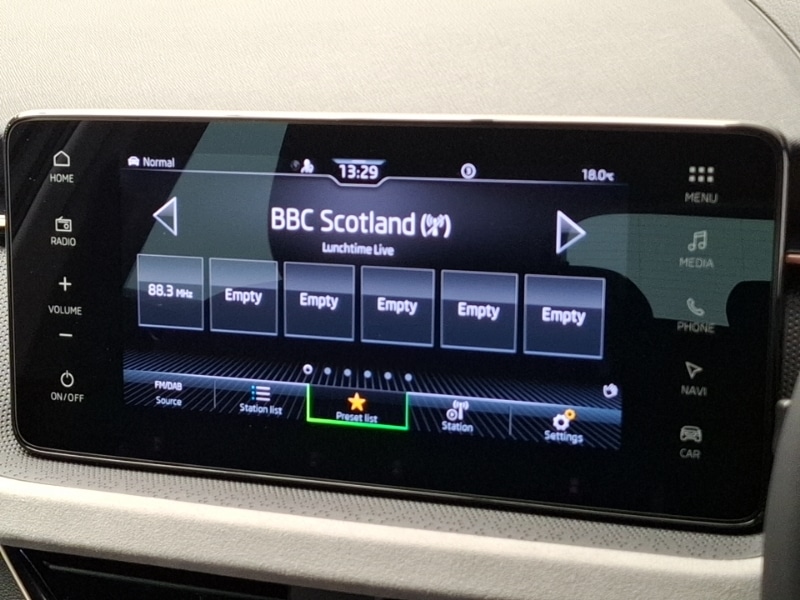 Normal
13:29
18.0°C
BBC Scotland
Lunchtime Live
88.3 MHz
Empty
Empty
Empty
Empty
Empty
FM/DAB
Source
Station list
Preset list
Station
Settings
HOME
RADIO
+
VOLUME
−
ON/OFF
MENU
MEDIA
PHONE
NAVI
CAR